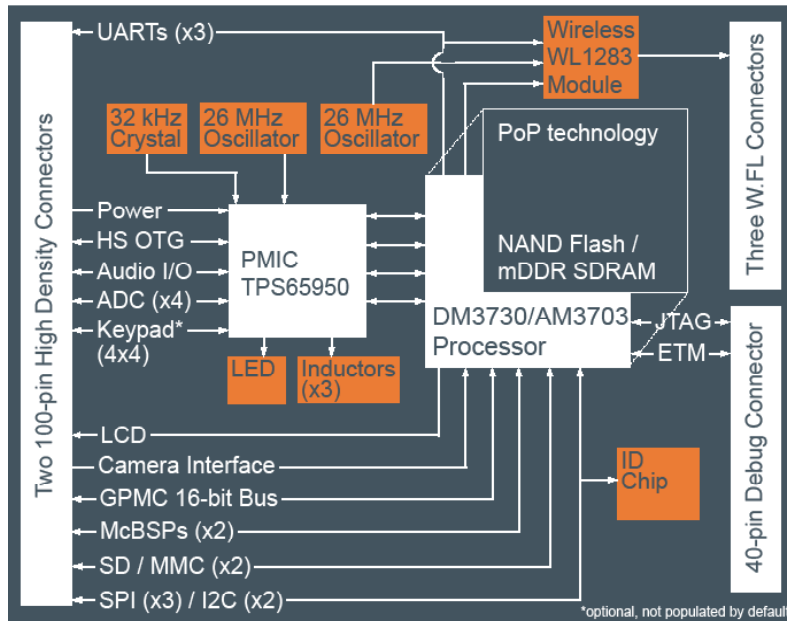 UARTs (x3)
Wireless
WL1283
Module
32 kHz
Crystal
26 MHz
Oscillator
26 MHz
Oscillator
PoP technology
NAND Flash /
mDDR SDRAM
Power
HS OTG
Audio I/O
ADC (x4)
Keypad*
(4x4)
PMIC
TPS65950
DM3730/AM3703
Processor
JTAG
ETM
LED
Inductors
(x3)
LCD
Camera Interface
GPMC 16-bit Bus
McBSPs (x2)
SD / MMC (x2)
SPI (x3) / I2C (x2)
ID
Chip
Two 100-pin High Density Connectors
Three W.FL Connectors
40-pin Debug Connector
*optional, not populated by default